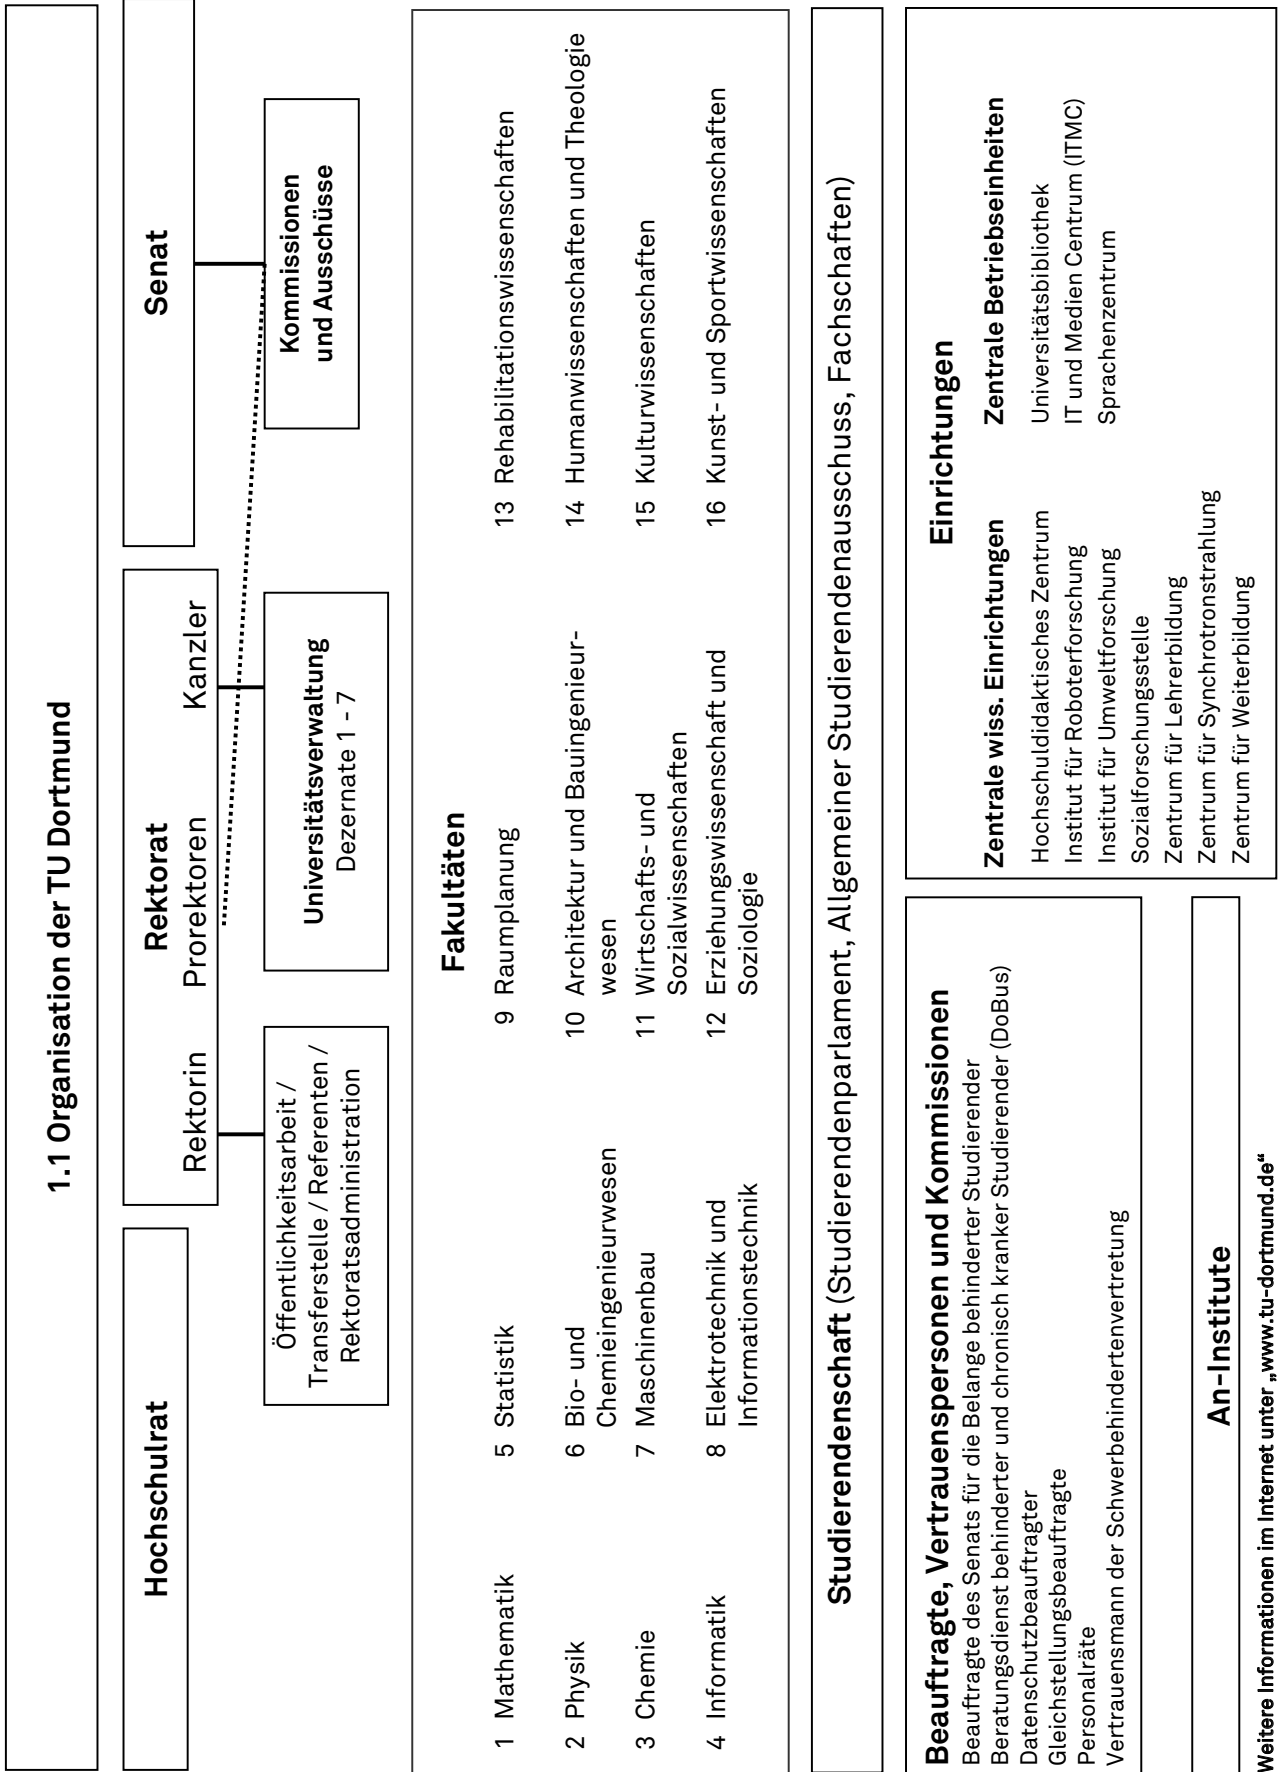 1.1 Organisation der TU Dortmund
Hochschulrat
Rektorat
Rektorin Prorektoren Kanzler
Senat
Öffentlichkeitsarbeit /
Transferstelle / Referenten /
Rektoratsadministration
Universitätsverwaltung
Dezernate 1 - 7
Kommissionen
und Ausschüsse
Fakultäten
1 Mathematik
2 Physik
3 Chemie
4 Informatik
5 Statistik
6 Bio- und
Chemieingenieurwesen
7 Maschinenbau
8 Elektrotechnik und
Informationstechnik
9 Raumplanung
10 Architektur und Bauingenieur-
wesen
11 Wirtschafts- und
Sozialwissenschaften
12 Erziehungswissenschaft und
Soziologie
13 Rehabilitationswissenschaften
14 Humanwissenschaften und Theologie
15 Kulturwissenschaften
16 Kunst- und Sportwissenschaften
Studierendenschaft (Studierendenparlament, Allgemeiner Studierendenausschuss, Fachschaften)
Beauftragte, Vertrauenspersonen und Kommissionen
Beauftragte des Senats für die Belange behinderter Studierender
Beratungsdienst behinderter und chronisch kranker Studierender (DoBus)
Datenschutzbeauftragter
Gleichstellungsbeauftragte
Personalräte
Vertrauensmann der Schwerbehindertenvertretung
Einrichtungen
Zentrale wiss. Einrichtungen
Hochschuldidaktisches Zentrum
Institut für Roboterforschung
Institut für Umweltforschung
Sozialforschungsstelle
Zentrum für Lehrerbildung
Zentrum für Synchrotronstrahlung
Zentrum für Weiterbildung
Zentrale Betriebseinheiten
Universitätsbibliothek
IT und Medien Centrum (ITMC)
Sprachenzentrum
An-Institute
Weitere Informationen im Internet unter „www.tu-dortmund.de“